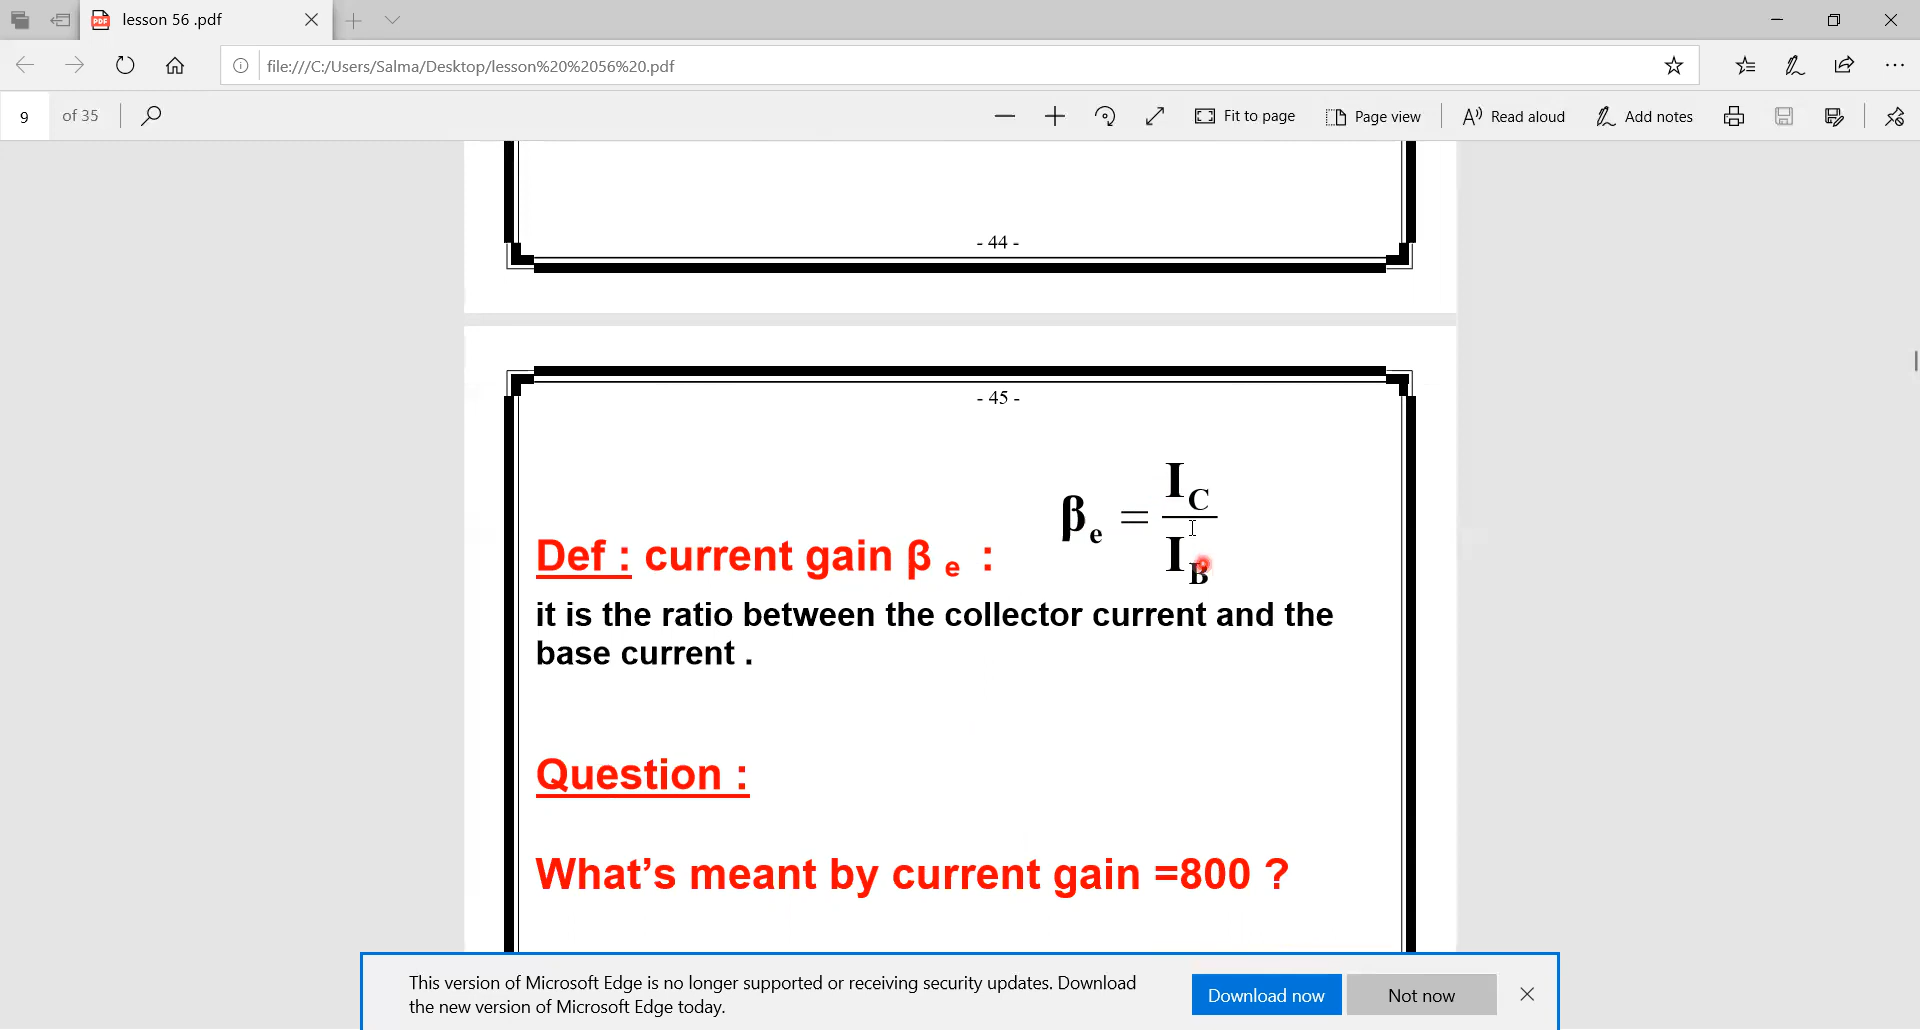 lesson 56 .pdf
file:///C:/Users/Salma/Desktop/lesson%20%2056%20.pdf
9 of 35
Fit to page
Page view
Read aloud
Add notes
- 44 -
- 45 -
βe = IC / IB
Def : current gain β e :
it is the ratio between the collector current and the
base current .
Question :
What’s meant by current gain =800 ?
This version of Microsoft Edge is no longer supported or receiving security updates. Download
the new version of Microsoft Edge today.
Download now
Not now